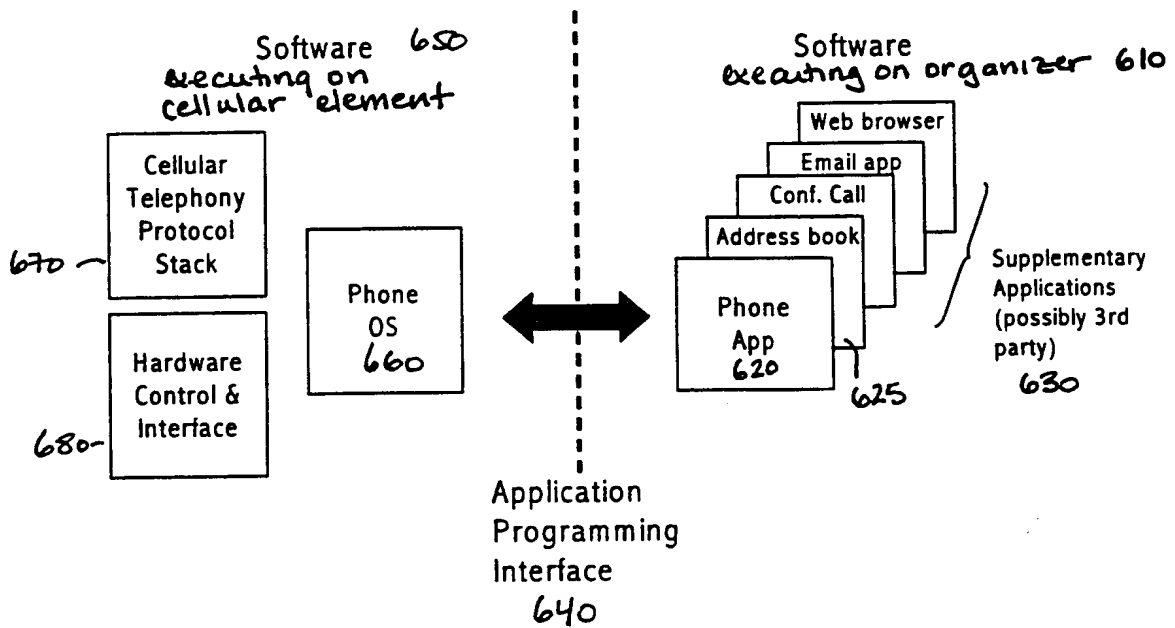 Software 650
executing on
cellular element
Cellular
Telephony
Protocol
Stack
670
Hardware
Control &
Interface
680
Phone
OS
660
Application
Programming
Interface
640
Software
executing on organizer 610
Web browser
Email app
Conf. Call
Address book
Phone
App
620
625
Supplementary
Applications
(possibly 3rd
party)
630